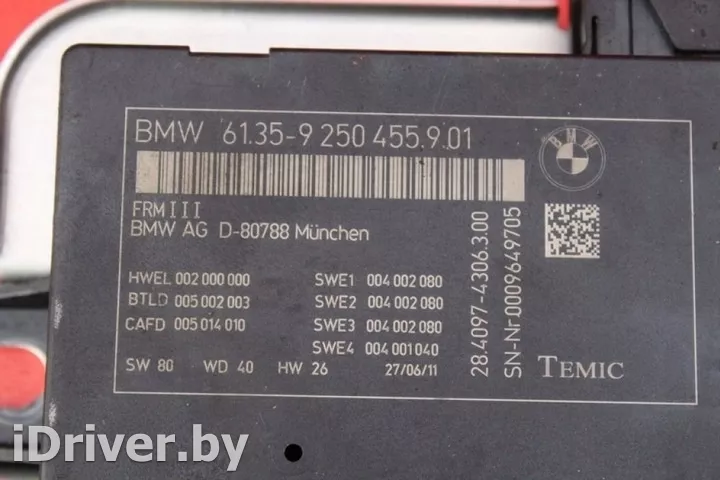 BMW 61.35-9 250 455.9.01
BMW
FRM III
BMW AG D-80788 München
HWEL 002 000 000
BTLD 005 002 003
CAFD 005 014 010
SWE1 004 002 080
SWE2 004 002 080
SWE3 004 002 080
SWE4 004 001 040
SW 80 WD 40 HW 26 27/06/11
28.4097-4306.3.00
SN-Nr.0009649705
TEMIC
iDriver.by